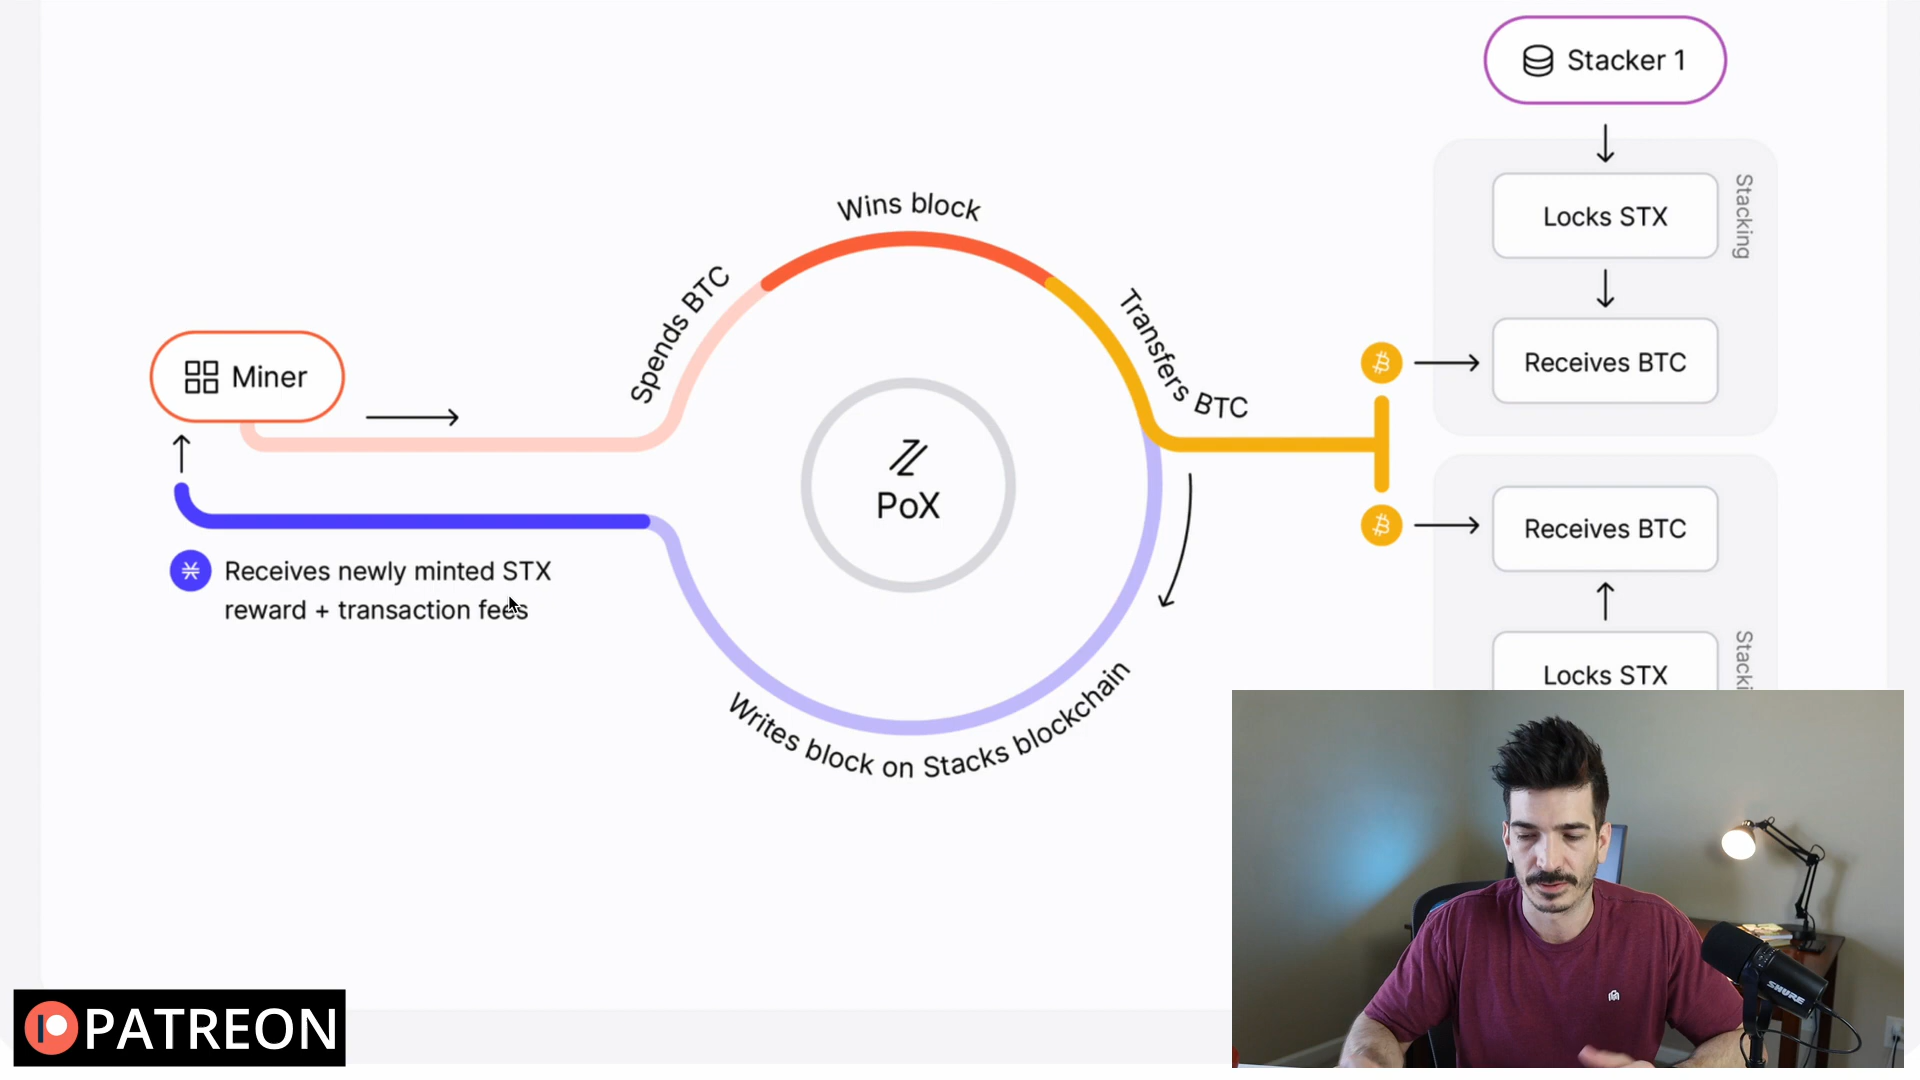 Stacker 1
Locks STX
Stacking
Receives BTC
Wins block
Spends BTC
Transfers BTC
Miner
PoX
Receives newly minted STX
reward + transaction fees
Writes block on Stacks blockchain
Receives BTC
Locks STX
PATREON
SHURE